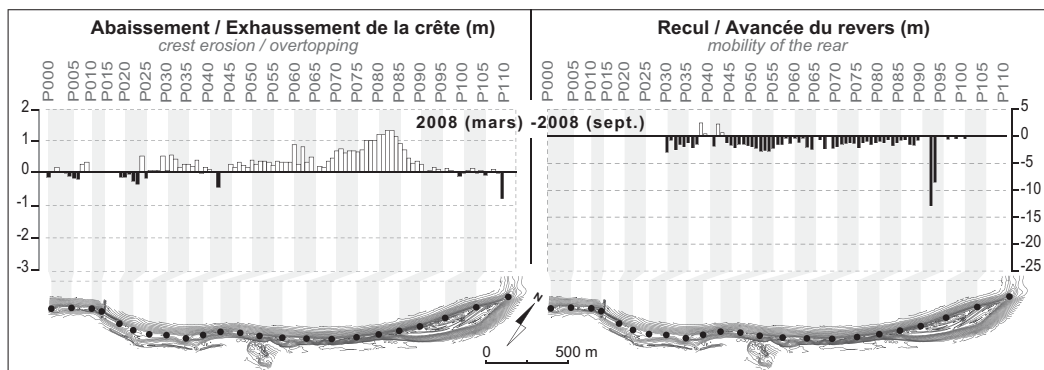 Abaissement / Exhaussement de la crête (m)
crest erosion / overtopping
P000 P005 P010 P015 P020 P025 P030 P035 P040 P045 P050 P055 P060 P065 P070 P075 P080 P085 P090 P095 P100 P105 P110
2
1
0
-1
-2
-3
Recul / Avancée du revers (m)
mobility of the rear
P000 P005 P010 P015 P020 P025 P030 P035 P040 P045 P050 P055 P060 P065 P070 P075 P080 P085 P090 P095 P100 P105 P110
5
0
-5
-10
-15
-20
-25
2008 (mars) -2008 (sept.)
N
0 500 m